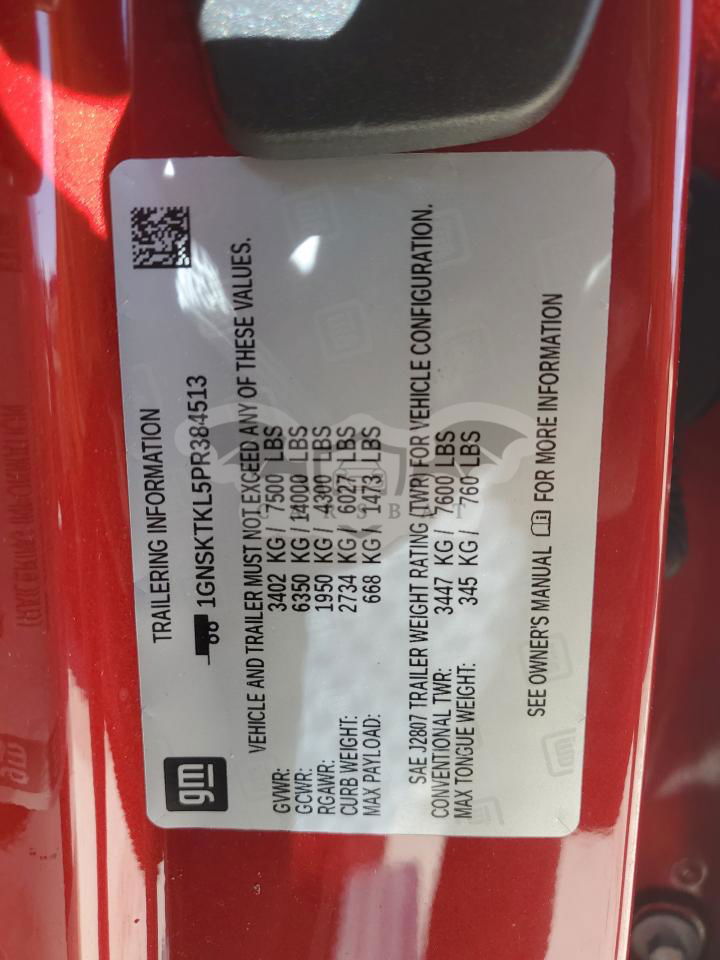 TRAILERING INFORMATION
gm
1GNSKTKL5PR384513
VEHICLE AND TRAILER MUST NOT EXCEED ANY OF THESE VALUES.
GVWR: 3402 KG / 7500 LBS
GCWR: 6350 KG / 14000 LBS
RGAWR: 1950 KG / 4300 LBS
CURB WEIGHT: 2734 KG / 6027 LBS
MAX PAYLOAD: 668 KG / 1473 LBS
SAE J2807 TRAILER WEIGHT RATING (TWR) FOR VEHICLE CONFIGURATION.
CONVENTIONAL TWR: 3447 KG / 7600 LBS
MAX TONGUE WEIGHT: 345 KG / 760 LBS
SEE OWNER'S MANUAL FOR MORE INFORMATION